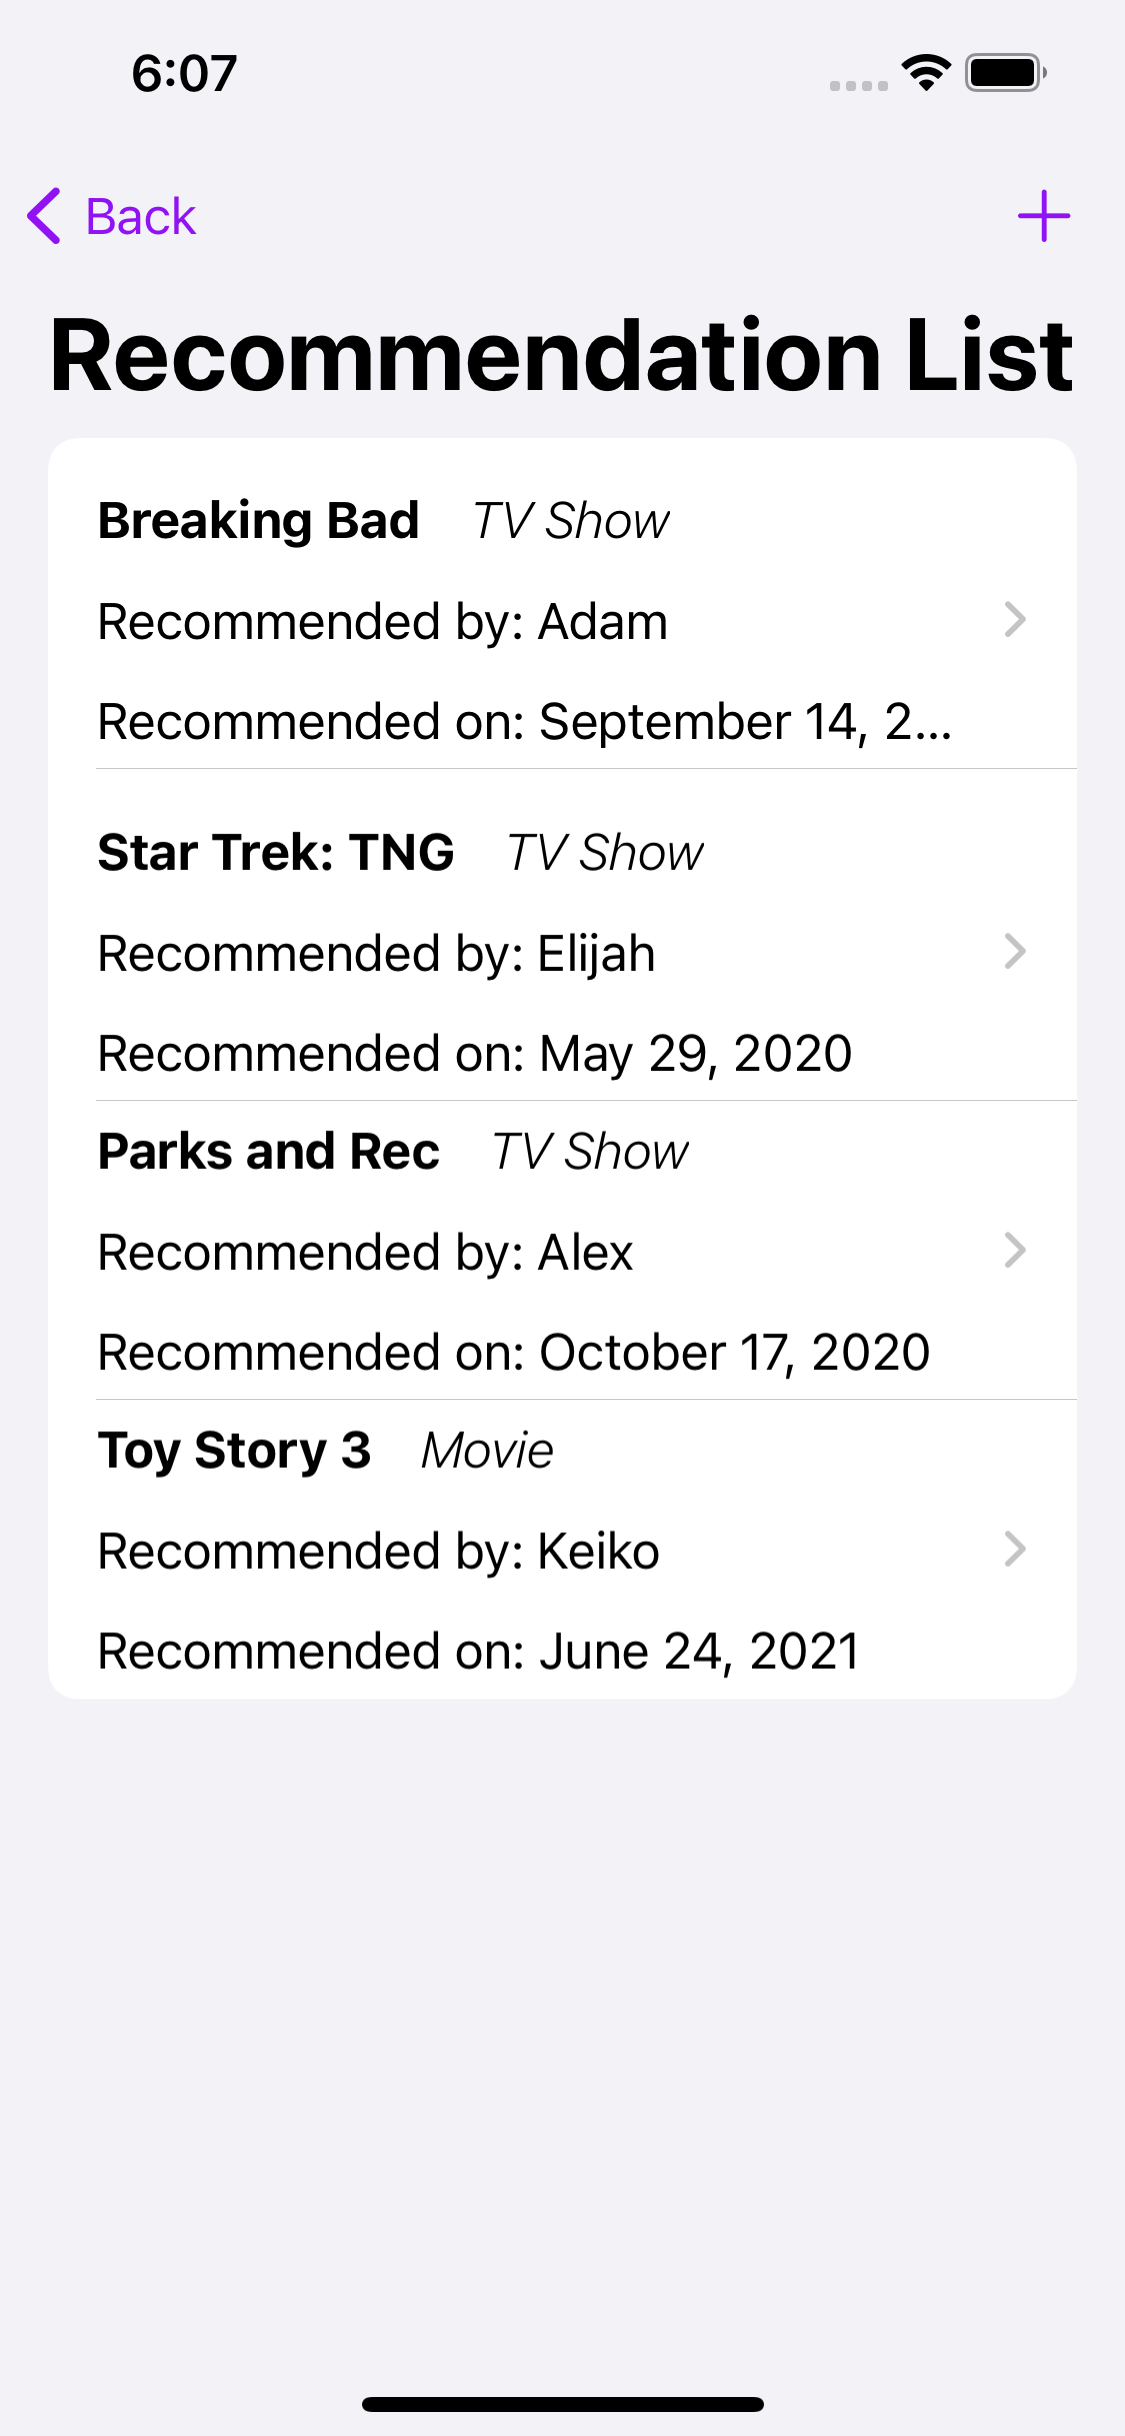 6:07
Back
Recommendation List
Breaking Bad TV Show
Recommended by: Adam
Recommended on: September 14, 2...
Star Trek: TNG TV Show
Recommended by: Elijah
Recommended on: May 29, 2020
Parks and Rec TV Show
Recommended by: Alex
Recommended on: October 17, 2020
Toy Story 3 Movie
Recommended by: Keiko
Recommended on: June 24, 2021